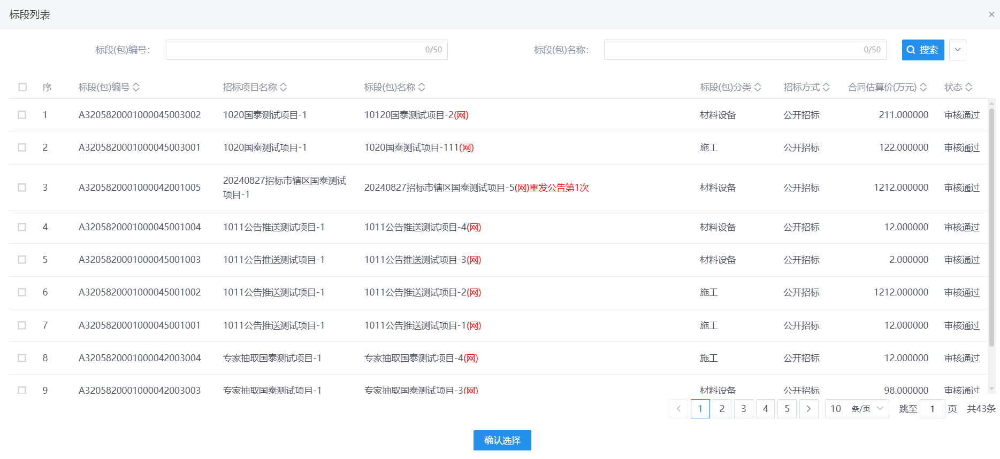 标段列表
标段(包)编号: 0/50 标段(包)名称: 0/50 搜索
序 标段(包)编号 招标项目名称 标段(包)名称 标段(包)分类 招标方式 合同估算价(万元) 状态
1 A3205820001000045003002 1020国泰测试项目-1 10120国泰测试项目-2(网) 材料设备 公开招标 211.000000 审核通过
2 A3205820001000045003001 1020国泰测试项目-1 1020国泰测试项目-111(网) 施工 公开招标 122.000000 审核通过
3 A3205820001000042001005 20240827招标市辖区国泰测试 20240827招标市辖区国泰测试项目-5(网)重发公告第1次 材料设备 公开招标 1212.000000 审核通过
项目-1
4 A3205820001000045001004 1011公告推送测试项目-1 1011公告推送测试项目-4(网) 材料设备 公开招标 12.000000 审核通过
5 A3205820001000045001003 1011公告推送测试项目-1 1011公告推送测试项目-3(网) 材料设备 公开招标 2.000000 审核通过
6 A3205820001000045001002 1011公告推送测试项目-1 1011公告推送测试项目-2(网) 施工 公开招标 1212.000000 审核通过
7 A3205820001000045001001 1011公告推送测试项目-1 1011公告推送测试项目-1(网) 施工 公开招标 12.000000 审核通过
8 A3205820001000042003004 专家抽取国泰测试项目-1 专家抽取国泰测试项目-4(网) 施工 公开招标 12.000000 审核通过
9 A3205820001000042003003 专家抽取国泰测试项目-1 专家抽取国泰测试项目-3(网) 材料设备 公开招标 98.000000 审核通过
1 2 3 4 5 10 条/页 跳至 1 页 共43条
确认选择